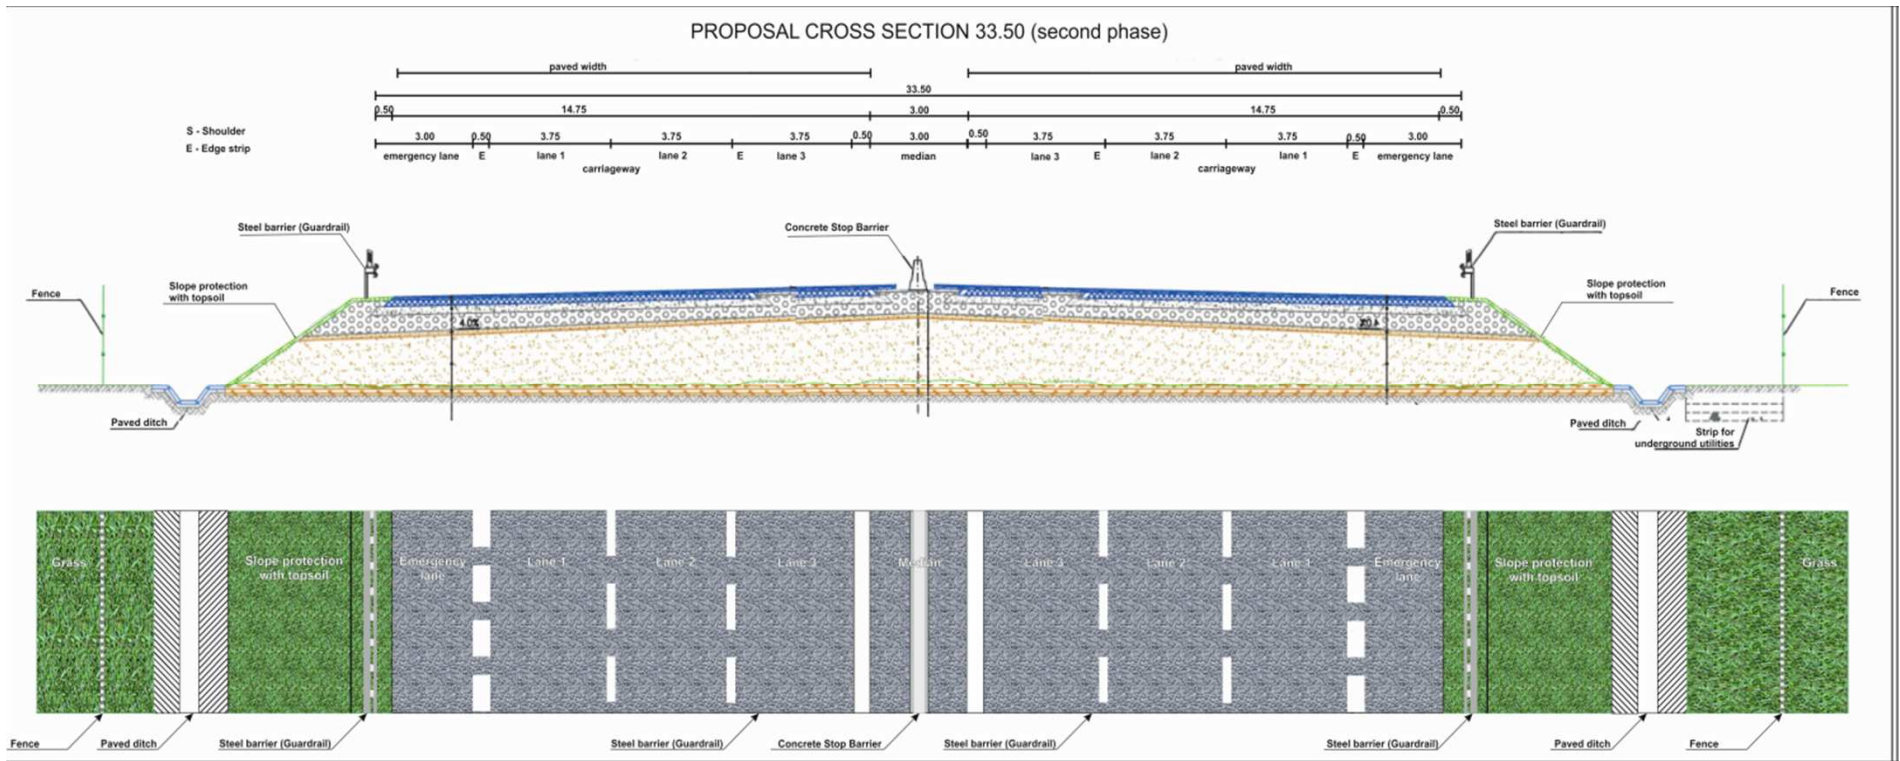 PROPOSAL CROSS SECTION 33.50 (second phase)
paved width paved width
33.50
0.50 14.75 3.00 14.75 0.50
S - Shoulder
E - Edge strip
3.00 0.50 3.75 3.75 3.75 0.50 3.00 0.50 3.75 3.75 3.75 0.50 3.00
emergency lane E lane 1 lane 2 E lane 3 median lane 3 E lane 2 lane 1 E emergency lane
carriageway carriageway
Steel barrier (Guardrail) Concrete Stop Barrier Steel barrier (Guardrail)
Fence
Slope protection
with topsoil
Slope protection
with topsoil
Fence
4.0%
Paved ditch Paved ditch
Strip for
underground utilities
Grass
Slope protection
with topsoil
Emergency
lane
Lane 1 Lane 2 Lane 3 Median Lane 3 Lane 2 Lane 1
Emergency
lane
Slope protection
with topsoil
Grass
Fence Paved ditch Steel barrier (Guardrail) Steel barrier (Guardrail) Concrete Stop Barrier Steel barrier (Guardrail) Steel barrier (Guardrail) Paved ditch Fence